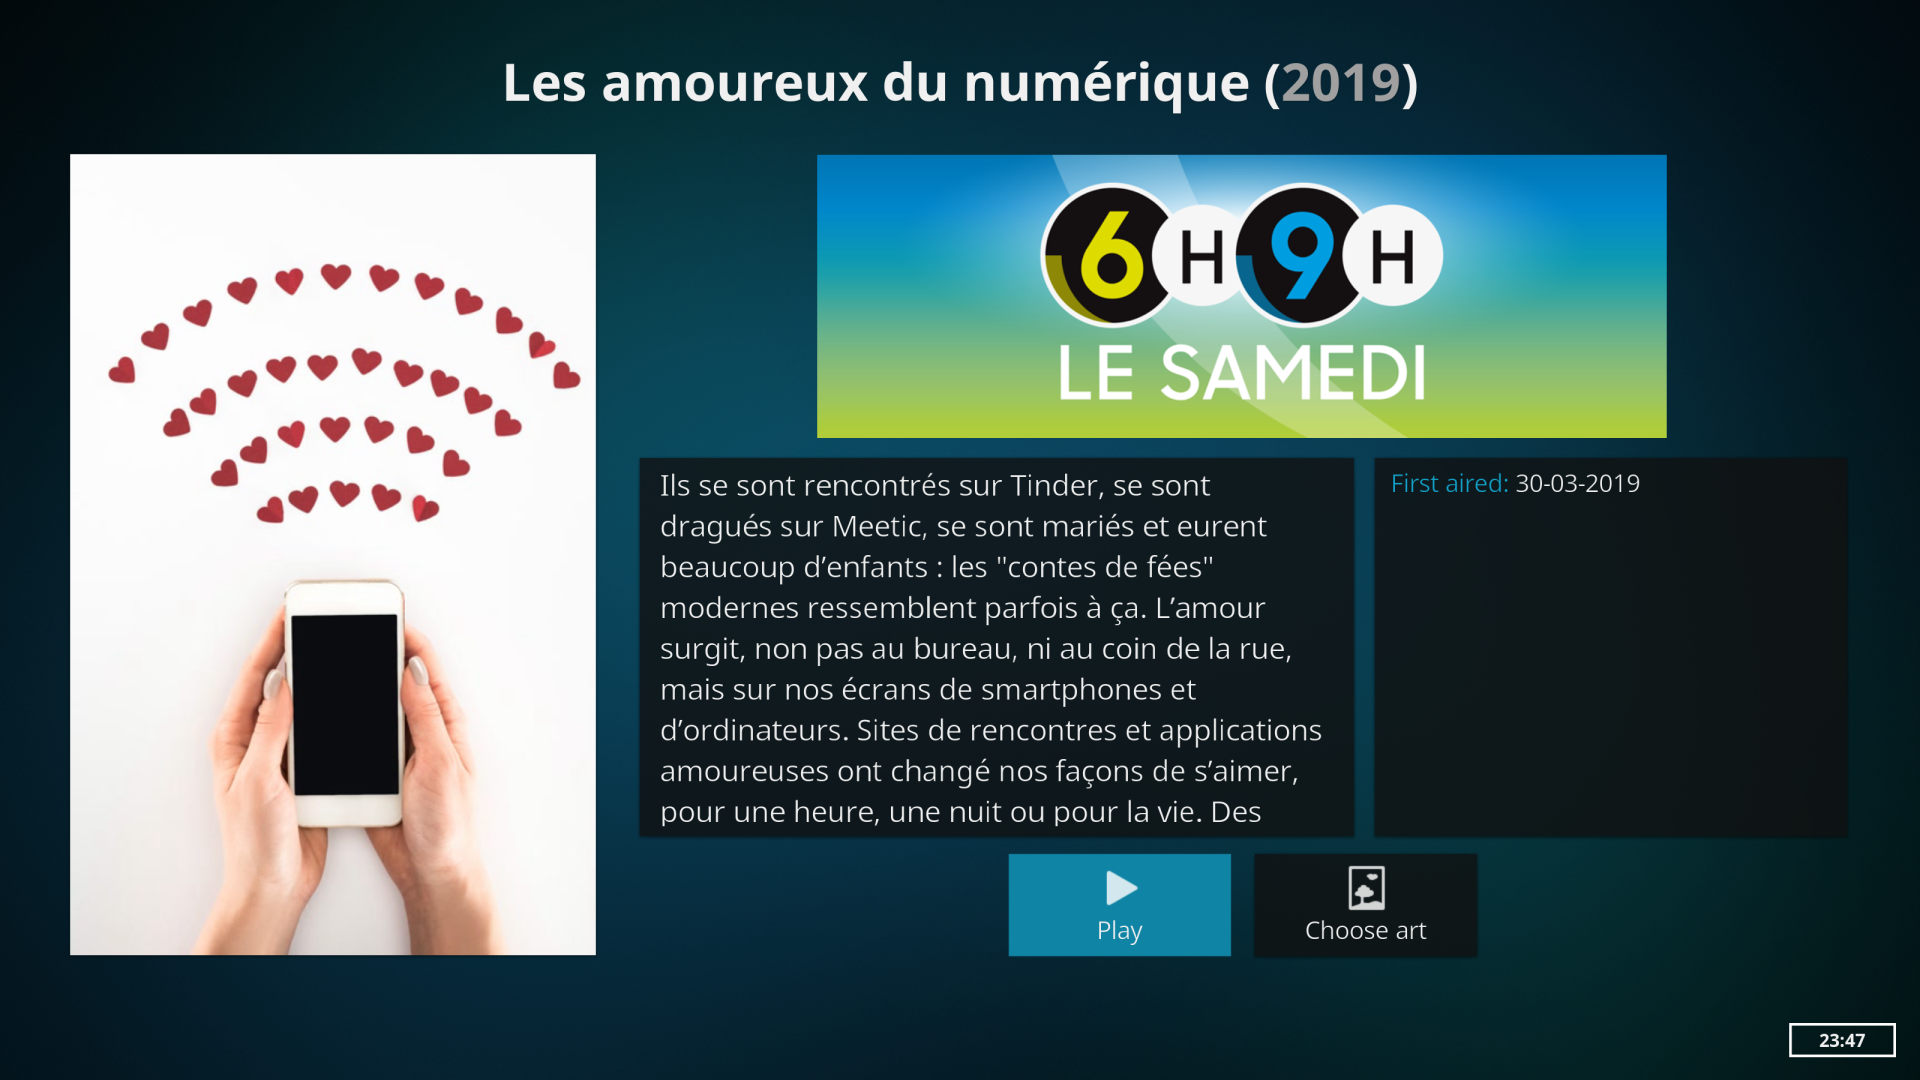 Les amoureux du numérique (2019)
6H9H
LE SAMEDI
Ils se sont rencontrés sur Tinder, se sont
dragués sur Meetic, se sont mariés et eurent
beaucoup d’enfants : les "contes de fées"
modernes ressemblent parfois à ça. L’amour
surgit, non pas au bureau, ni au coin de la rue,
mais sur nos écrans de smartphones et
d’ordinateurs. Sites de rencontres et applications
amoureuses ont changé nos façons de s’aimer,
pour une heure, une nuit ou pour la vie. Des
First aired: 30-03-2019
Play
Choose art
23:47